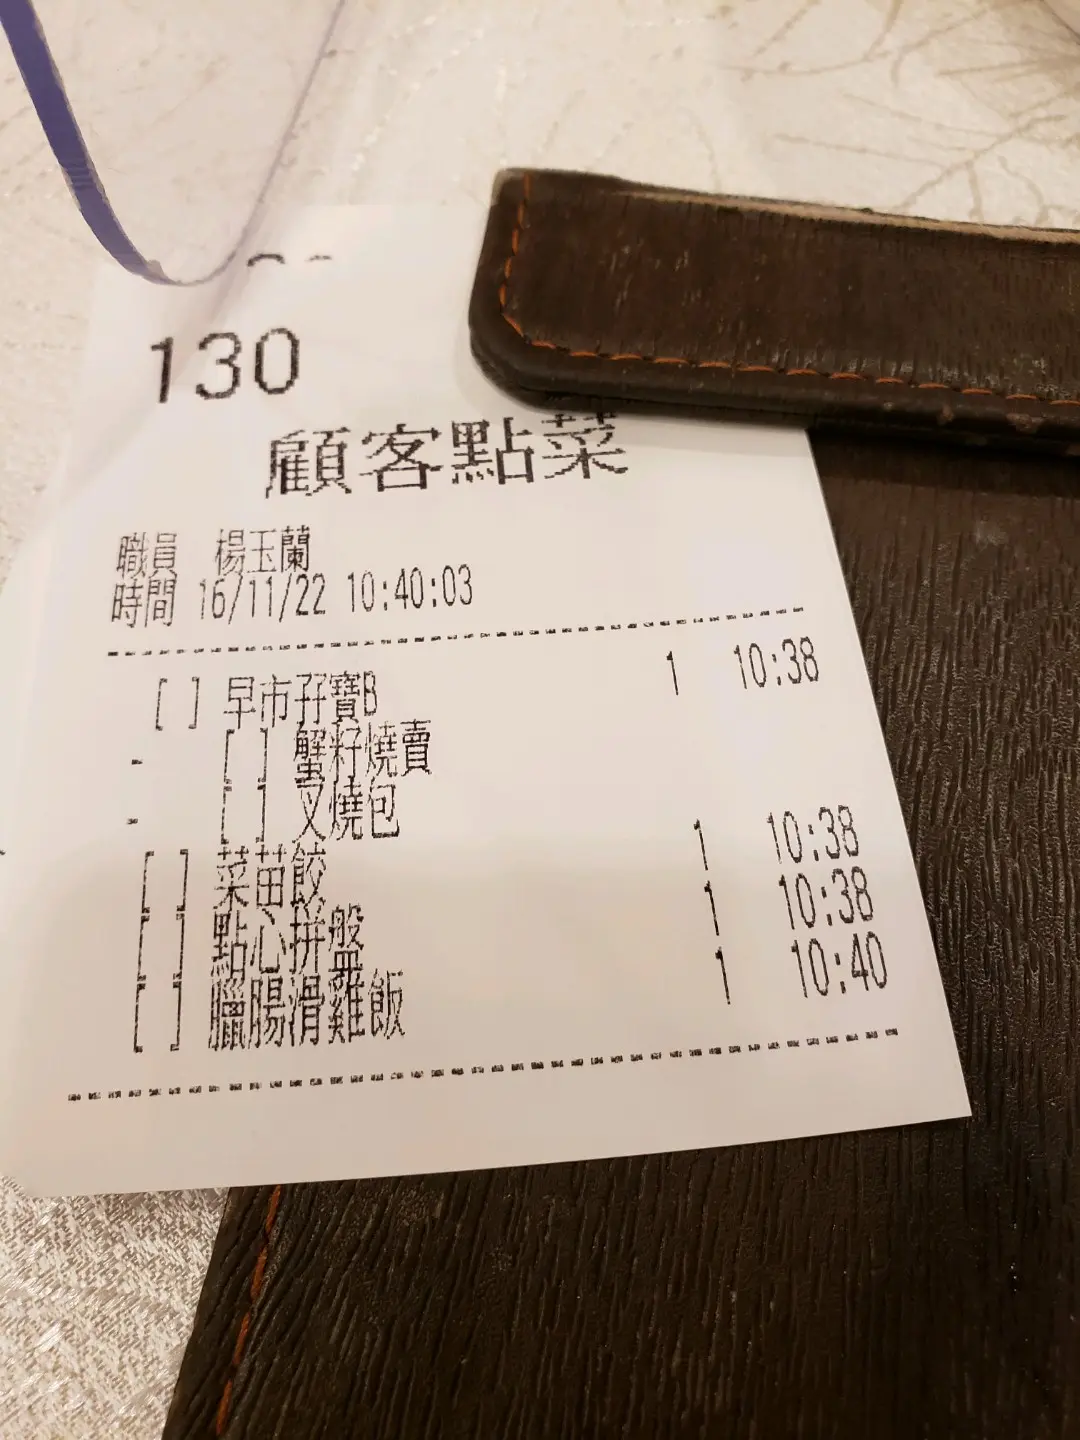 130
顧客點菜
職員 楊玉蘭
時間 16/11/22 10:40:03
[ ] 早市孖寶B 1 10:38
- [ ] 蟹籽燒賣
- [ ] 叉燒包
[ ] 菜苗餃 1 10:38
[ ] 點心拼盤 1 10:38
[ ] 臘腸滑雞飯 1 10:40